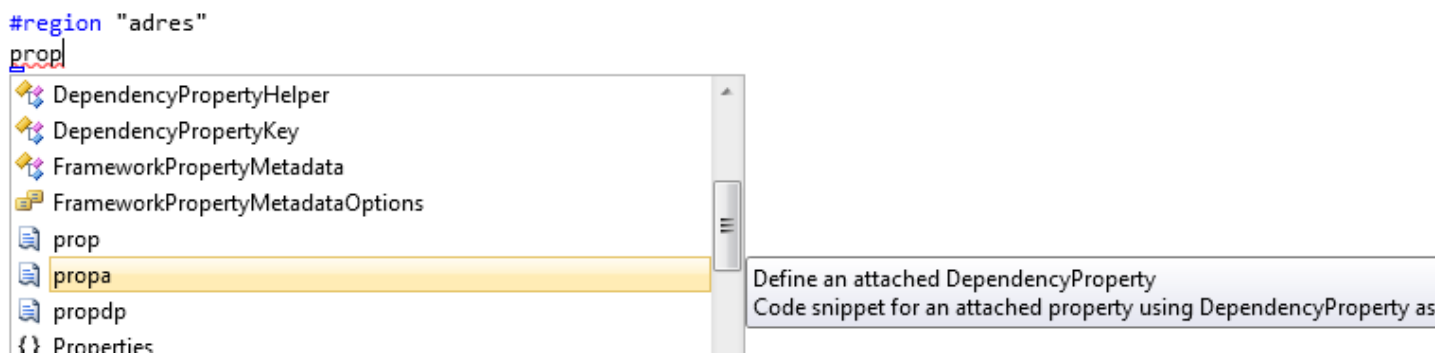 #region "adres"
prop
DependencyPropertyHelper
DependencyPropertyKey
FrameworkPropertyMetadata
FrameworkPropertyMetadataOptions
prop
propa
Define an attached DependencyProperty
Code snippet for an attached property using DependencyProperty as
propdp
{} Properties